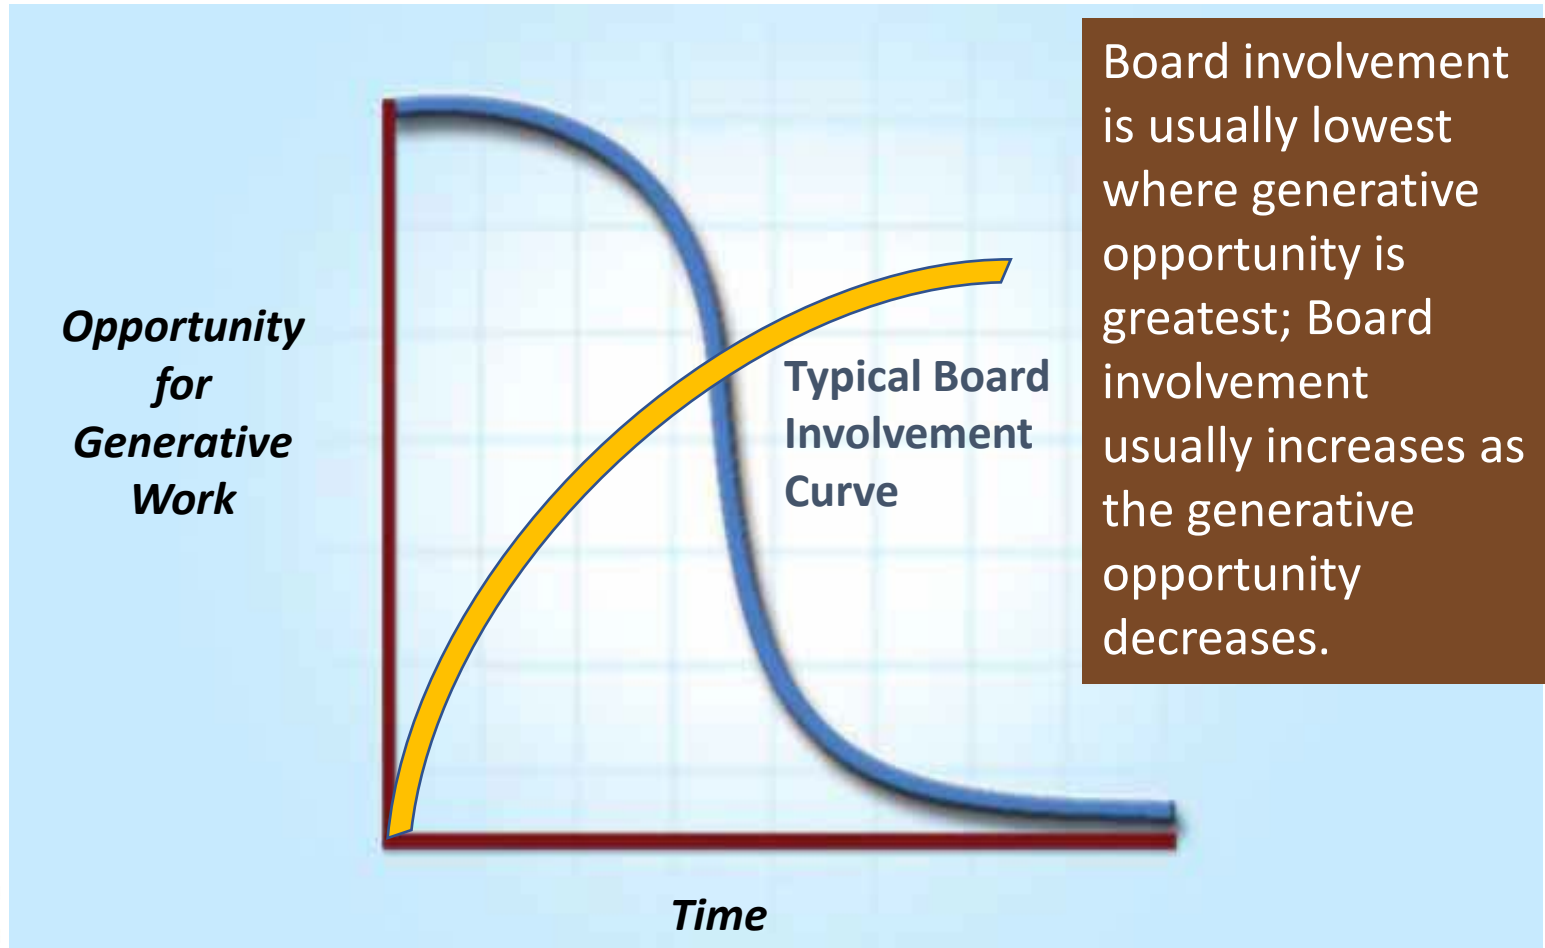 Board involvement
is usually lowest
where generative
opportunity is
greatest; Board
involvement
usually increases as
the generative
opportunity
decreases.
Opportunity
for
Generative
Work
Typical Board
Involvement
Curve
Time